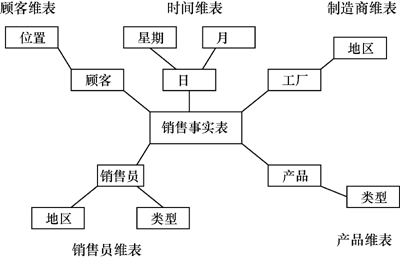 顾客维表
时间维表
制造商维表
位置
星期
月
地区
顾客
日
工厂
销售事实表
销售员
产品
地区
类型
类型
销售员维表
产品维表